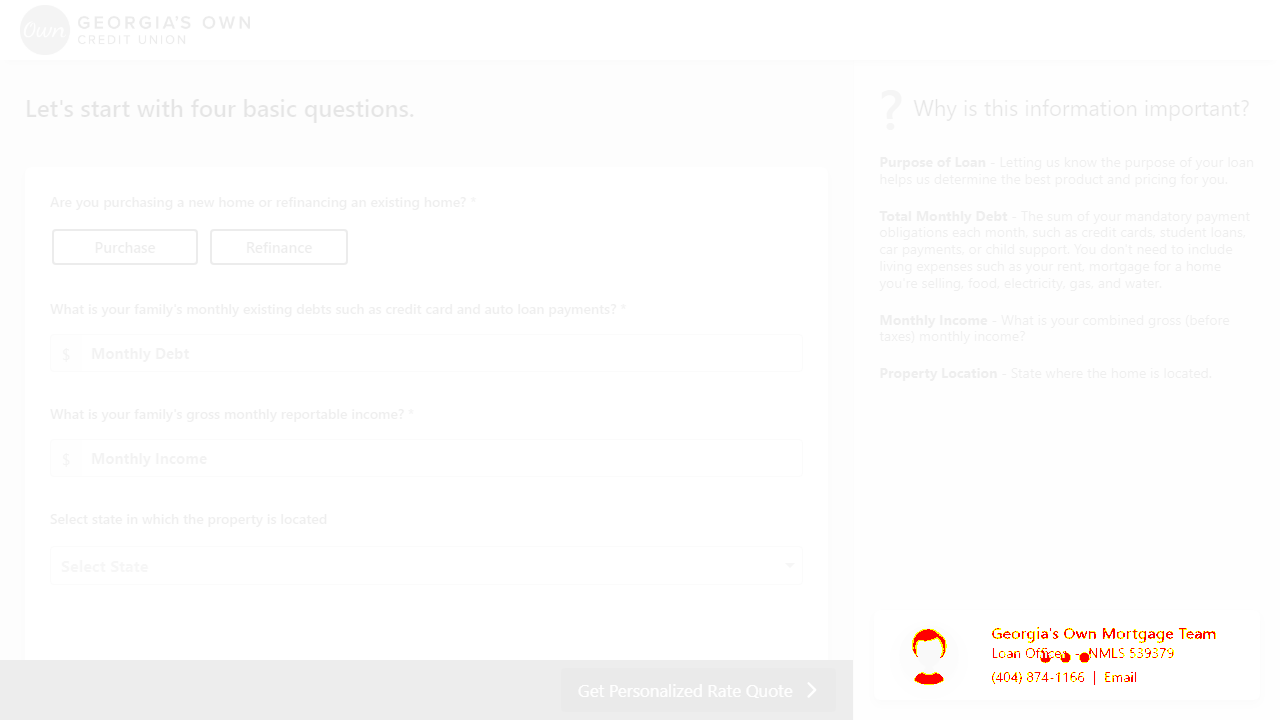 Own GEORGIA'S OWN
CREDIT UNION
Let's start with four basic questions.
Are you purchasing a new home or refinancing an existing home? *
Purchase
Refinance
What is your family's monthly existing debts such as credit card and auto loan payments? *
$ Monthly Debt
What is your family's gross monthly reportable income? *
$ Monthly Income
Select state in which the property is located
Select State
Get Personalized Rate Quote
? Why is this information important?
Purpose of Loan - Letting us know the purpose of your loan
helps us determine the best product and pricing for you.
Total Monthly Debt - The sum of your mandatory payment
obligations each month, such as credit cards, student loans,
car payments, or child support. You don't need to include
living expenses such as your rent, mortgage for a home
you're selling, food, electricity, gas, and water.
Monthly Income - What is your combined gross (before
taxes) monthly income?
Property Location - State where the home is located.
Georgia's Own Mortgage Team
Loan Officer - NMLS
(404) 874-1166 | Email